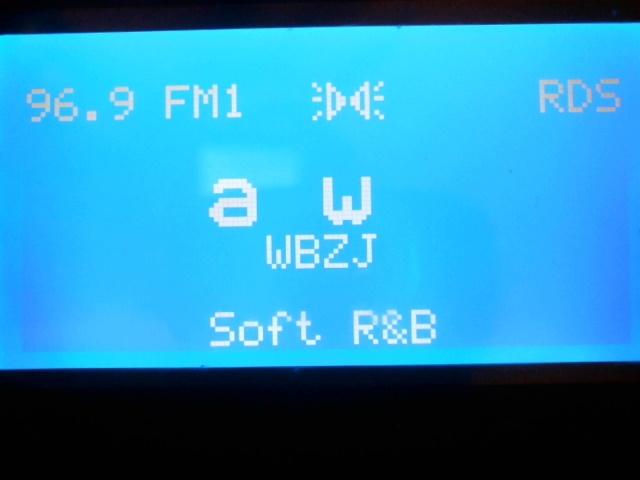 96.9 FM1 RDS
a w
WBZJ
Soft R&B